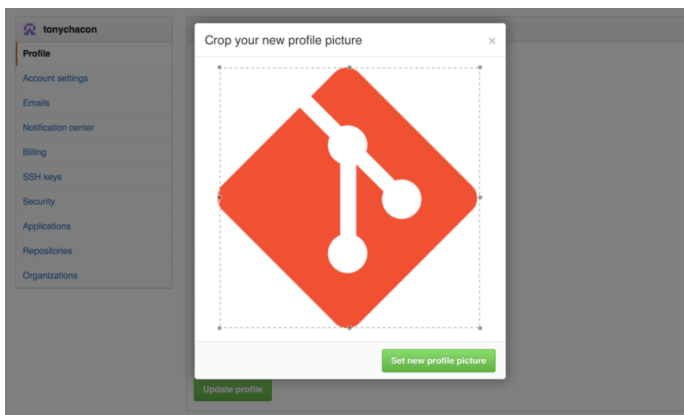 tonychacon
Profile
Account settings
Emails
Notification center
Billing
SSH keys
Security
Applications
Repositories
Organizations
Crop your new profile picture
×
Set new profile picture
Update profile